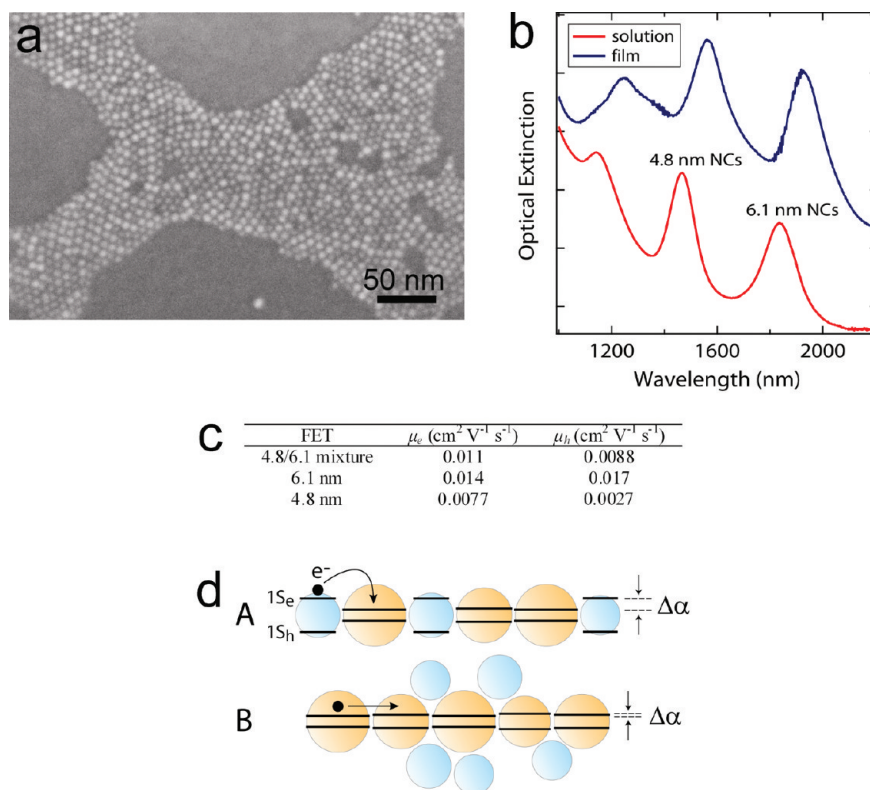 a
50 nm
b
solution
film
4.8 nm NCs
6.1 nm NCs
Optical Extinction
1200 1600 2000
Wavelength (nm)
c
FET μe (cm² V⁻¹ s⁻¹) μh (cm² V⁻¹ s⁻¹)
4.8/6.1 mixture 0.011 0.0088
6.1 nm 0.014 0.017
4.8 nm 0.0077 0.0027
d
e⁻
A 1Se Δα
1Sh
B Δα